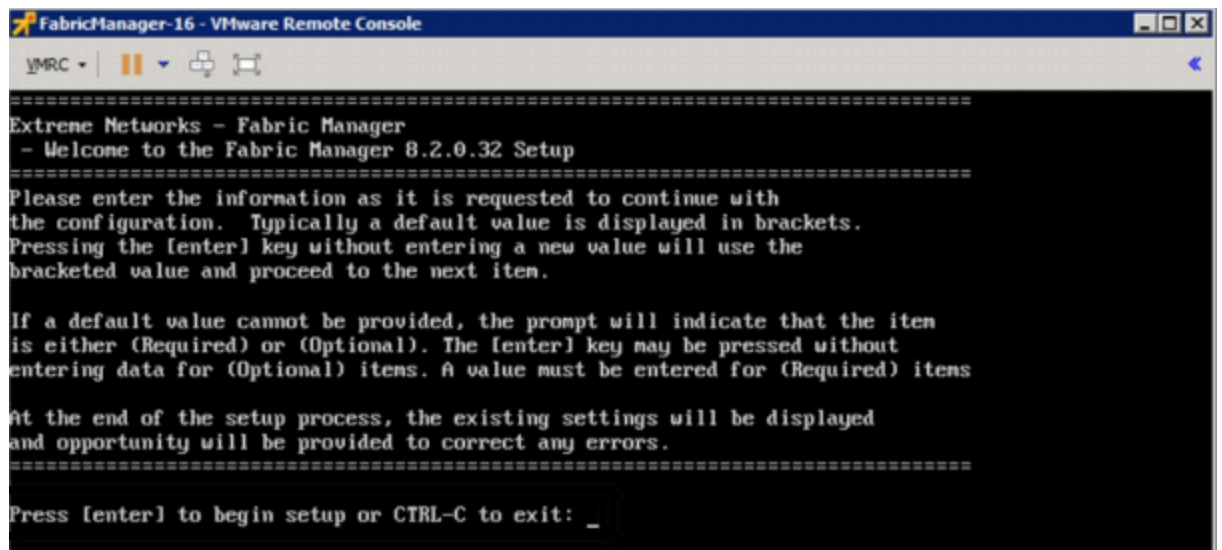 FabricManager-16 - VMware Remote Console
VMRC
================================================================================
Extreme Networks - Fabric Manager
- Welcome to the Fabric Manager 8.2.0.32 Setup
================================================================================
Please enter the information as it is requested to continue with
the configuration.  Typically a default value is displayed in brackets.
Pressing the [enter] key without entering a new value will use the
bracketed value and proceed to the next item.
If a default value cannot be provided, the prompt will indicate that the item
is either (Required) or (Optional). The [enter] key may be pressed without
entering data for (Optional) items. A value must be entered for (Required) items
At the end of the setup process, the existing settings will be displayed
and opportunity will be provided to correct any errors.
================================================================================
Press [enter] to begin setup or CTRL-C to exit: _